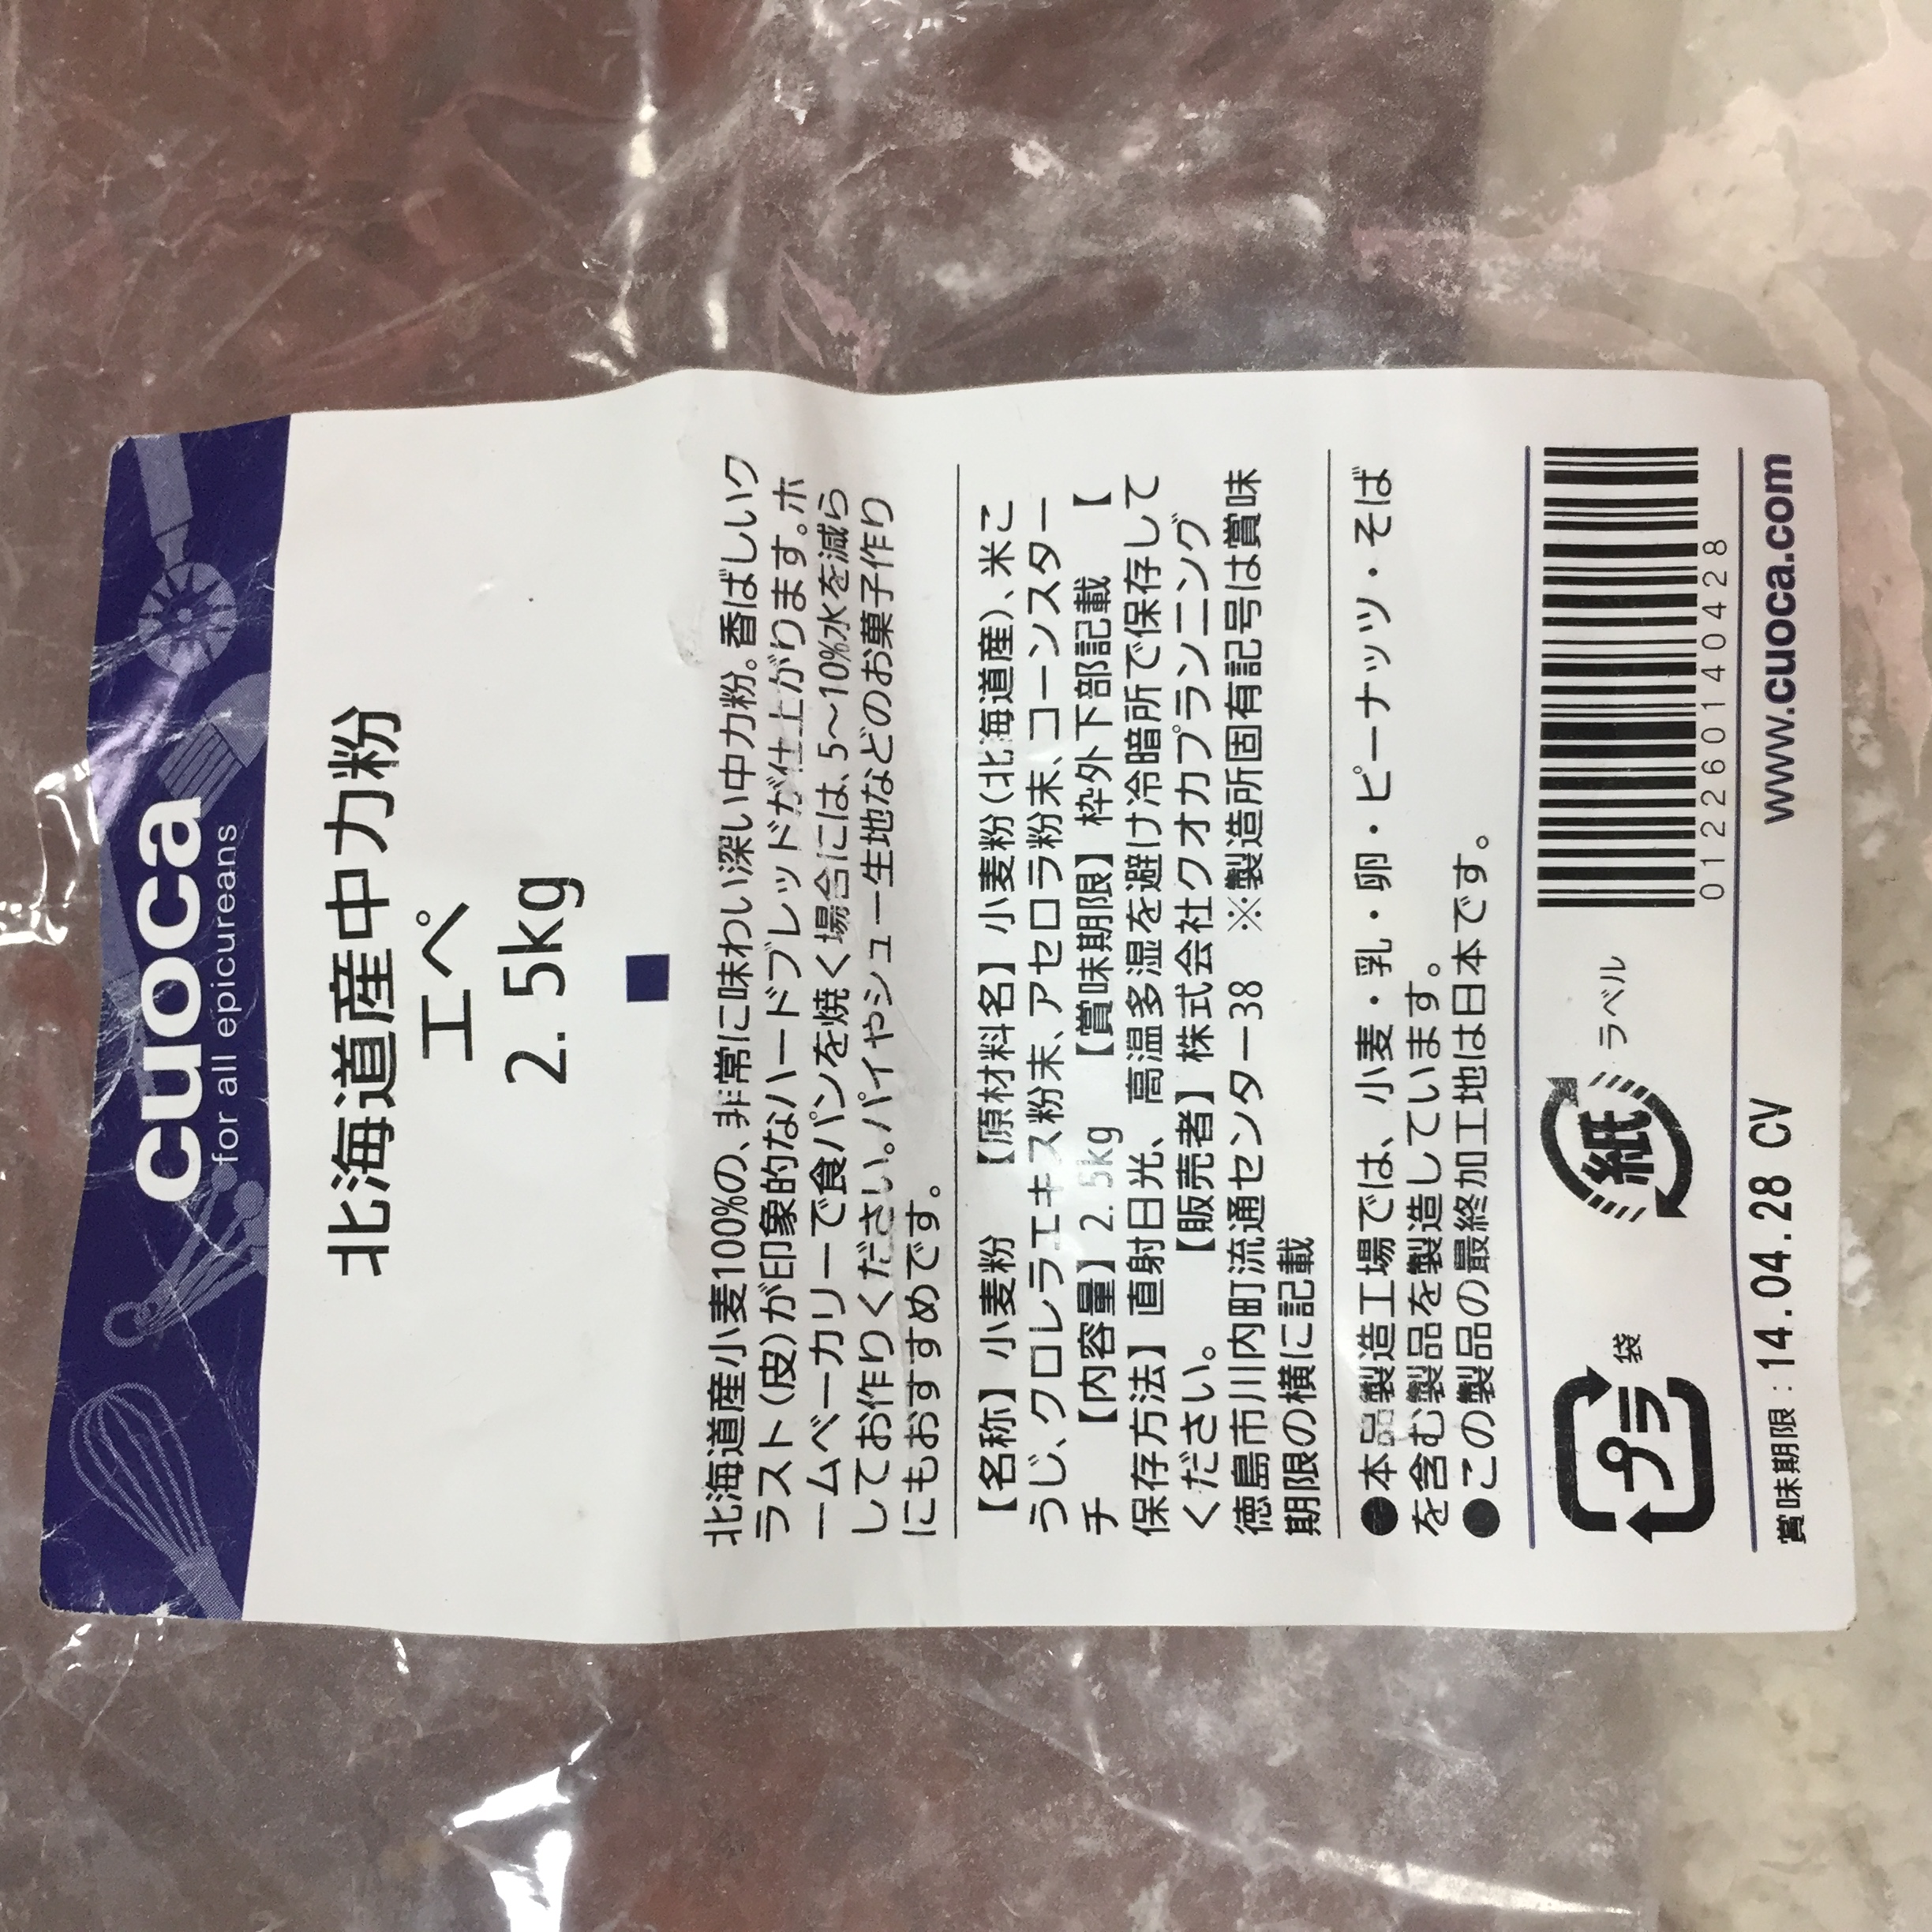 cuoca
for all epicureans
北海道産中力粉
エペ
2.5kg
北海道産小麦100%の、非常に味わい深い中力粉。香ばしいク
ラスト(皮)が印象的なハードブレッドが仕上がります。ホ
ームベーカリーで食パンを焼く場合には、5～10%水を減ら
してお作りください。パイやシュー生地などのお菓子作り
にもおすすめです。
【名称】小麦粉 【原材料名】小麦粉(北海道産)、米こ
うじ、クロレラエキス粉末、アセロラ粉末、コーンスター
チ 【内容量】2.5kg 【賞味期限】枠外下部記載 【
保存方法】直射日光、高温多湿を避け冷暗所で保存して
ください。 【販売者】株式会社クオカプランニング
徳島市川内町流通センター38 ※製造所固有記号は賞味
期限の横に記載
●本品製造工場では、小麦・乳・卵・ピーナッツ・そば
を含む製品を製造しています。
●この製品の最終加工地は日本です。
プラ 袋 紙 ラベル
012260140428
賞味期限:14.04.28 CV www.cuoca.com